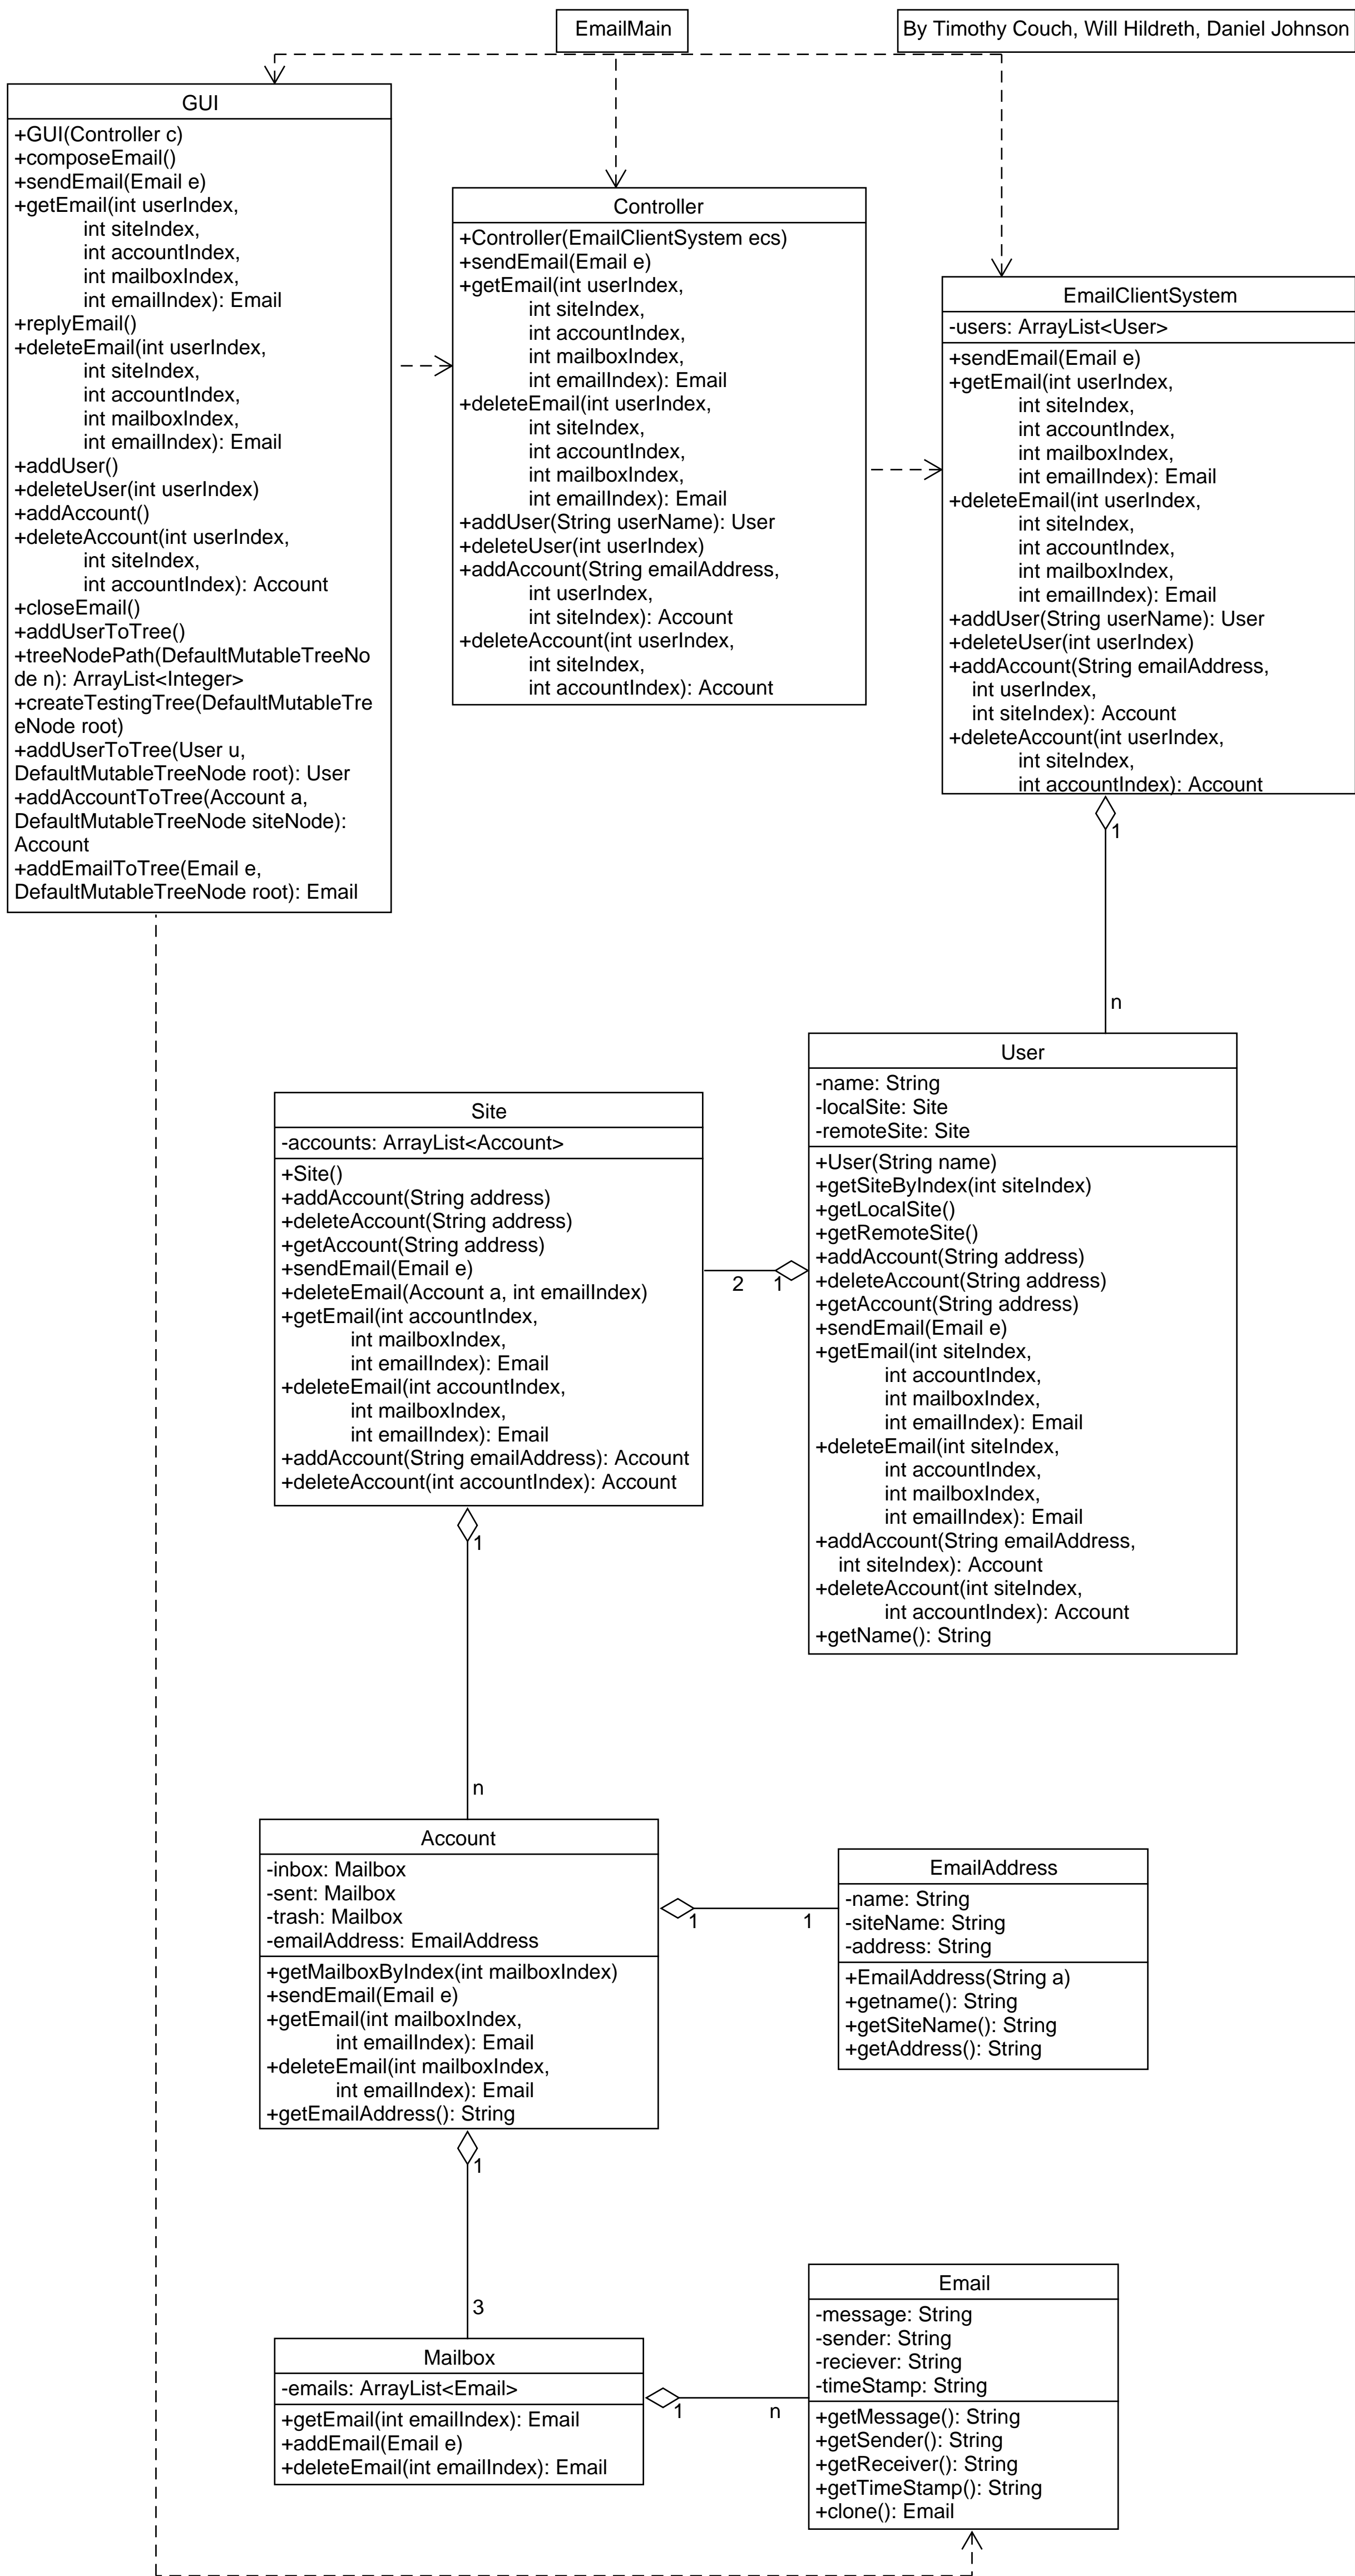 EmailMain
By Timothy Couch, Will Hildreth, Daniel Johnson
GUI
+GUI(Controller c)
+composeEmail()
+sendEmail(Email e)
+getEmail(int userIndex,
int siteIndex,
int accountIndex,
int mailboxIndex,
int emailIndex): Email
+replyEmail()
+deleteEmail(int userIndex,
int siteIndex,
int accountIndex,
int mailboxIndex,
int emailIndex): Email
+addUser()
+deleteUser(int userIndex)
+addAccount()
+deleteAccount(int userIndex,
int siteIndex,
int accountIndex): Account
+closeEmail()
+addUserToTree()
+treeNodePath(DefaultMutableTreeNo
de n): ArrayList<Integer>
+createTestingTree(DefaultMutableTre
eNode root)
+addUserToTree(User u,
DefaultMutableTreeNode root): User
+addAccountToTree(Account a,
DefaultMutableTreeNode siteNode):
Account
+addEmailToTree(Email e,
DefaultMutableTreeNode root): Email
Controller
+Controller(EmailClientSystem ecs)
+sendEmail(Email e)
+getEmail(int userIndex,
int siteIndex,
int accountIndex,
int mailboxIndex,
int emailIndex): Email
+deleteEmail(int userIndex,
int siteIndex,
int accountIndex,
int mailboxIndex,
int emailIndex): Email
+addUser(String userName): User
+deleteUser(int userIndex)
+addAccount(String emailAddress,
int userIndex,
int siteIndex): Account
+deleteAccount(int userIndex,
int siteIndex,
int accountIndex): Account
EmailClientSystem
-users: ArrayList<User>
+sendEmail(Email e)
+getEmail(int userIndex,
int siteIndex,
int accountIndex,
int mailboxIndex,
int emailIndex): Email
+deleteEmail(int userIndex,
int siteIndex,
int accountIndex,
int mailboxIndex,
int emailIndex): Email
+addUser(String userName): User
+deleteUser(int userIndex)
+addAccount(String emailAddress,
int userIndex,
int siteIndex): Account
+deleteAccount(int userIndex,
int siteIndex,
int accountIndex): Account
1
n
User
-name: String
-localSite: Site
-remoteSite: Site
+User(String name)
+getSiteByIndex(int siteIndex)
+getLocalSite()
+getRemoteSite()
+addAccount(String address)
+deleteAccount(String address)
+getAccount(String address)
+sendEmail(Email e)
+getEmail(int siteIndex,
int accountIndex,
int mailboxIndex,
int emailIndex): Email
+deleteEmail(int siteIndex,
int accountIndex,
int mailboxIndex,
int emailIndex): Email
+addAccount(String emailAddress,
int siteIndex): Account
+deleteAccount(int siteIndex,
int accountIndex): Account
+getName(): String
2 1
Site
-accounts: ArrayList<Account>
+Site()
+addAccount(String address)
+deleteAccount(String address)
+getAccount(String address)
+sendEmail(Email e)
+deleteEmail(Account a, int emailIndex)
+getEmail(int accountIndex,
int mailboxIndex,
int emailIndex): Email
+deleteEmail(int accountIndex,
int mailboxIndex,
int emailIndex): Email
+addAccount(String emailAddress): Account
+deleteAccount(int accountIndex): Account
1
n
Account
-inbox: Mailbox
-sent: Mailbox
-trash: Mailbox
-emailAddress: EmailAddress
+getMailboxByIndex(int mailboxIndex)
+sendEmail(Email e)
+getEmail(int mailboxIndex,
int emailIndex): Email
+deleteEmail(int mailboxIndex,
int emailIndex): Email
+getEmailAddress(): String
1 1
EmailAddress
-name: String
-siteName: String
-address: String
+EmailAddress(String a)
+getname(): String
+getSiteName(): String
+getAddress(): String
1
3
Mailbox
-emails: ArrayList<Email>
+getEmail(int emailIndex): Email
+addEmail(Email e)
+deleteEmail(int emailIndex): Email
1 n
Email
-message: String
-sender: String
-reciever: String
-timeStamp: String
+getMessage(): String
+getSender(): String
+getReceiver(): String
+getTimeStamp(): String
+clone(): Email